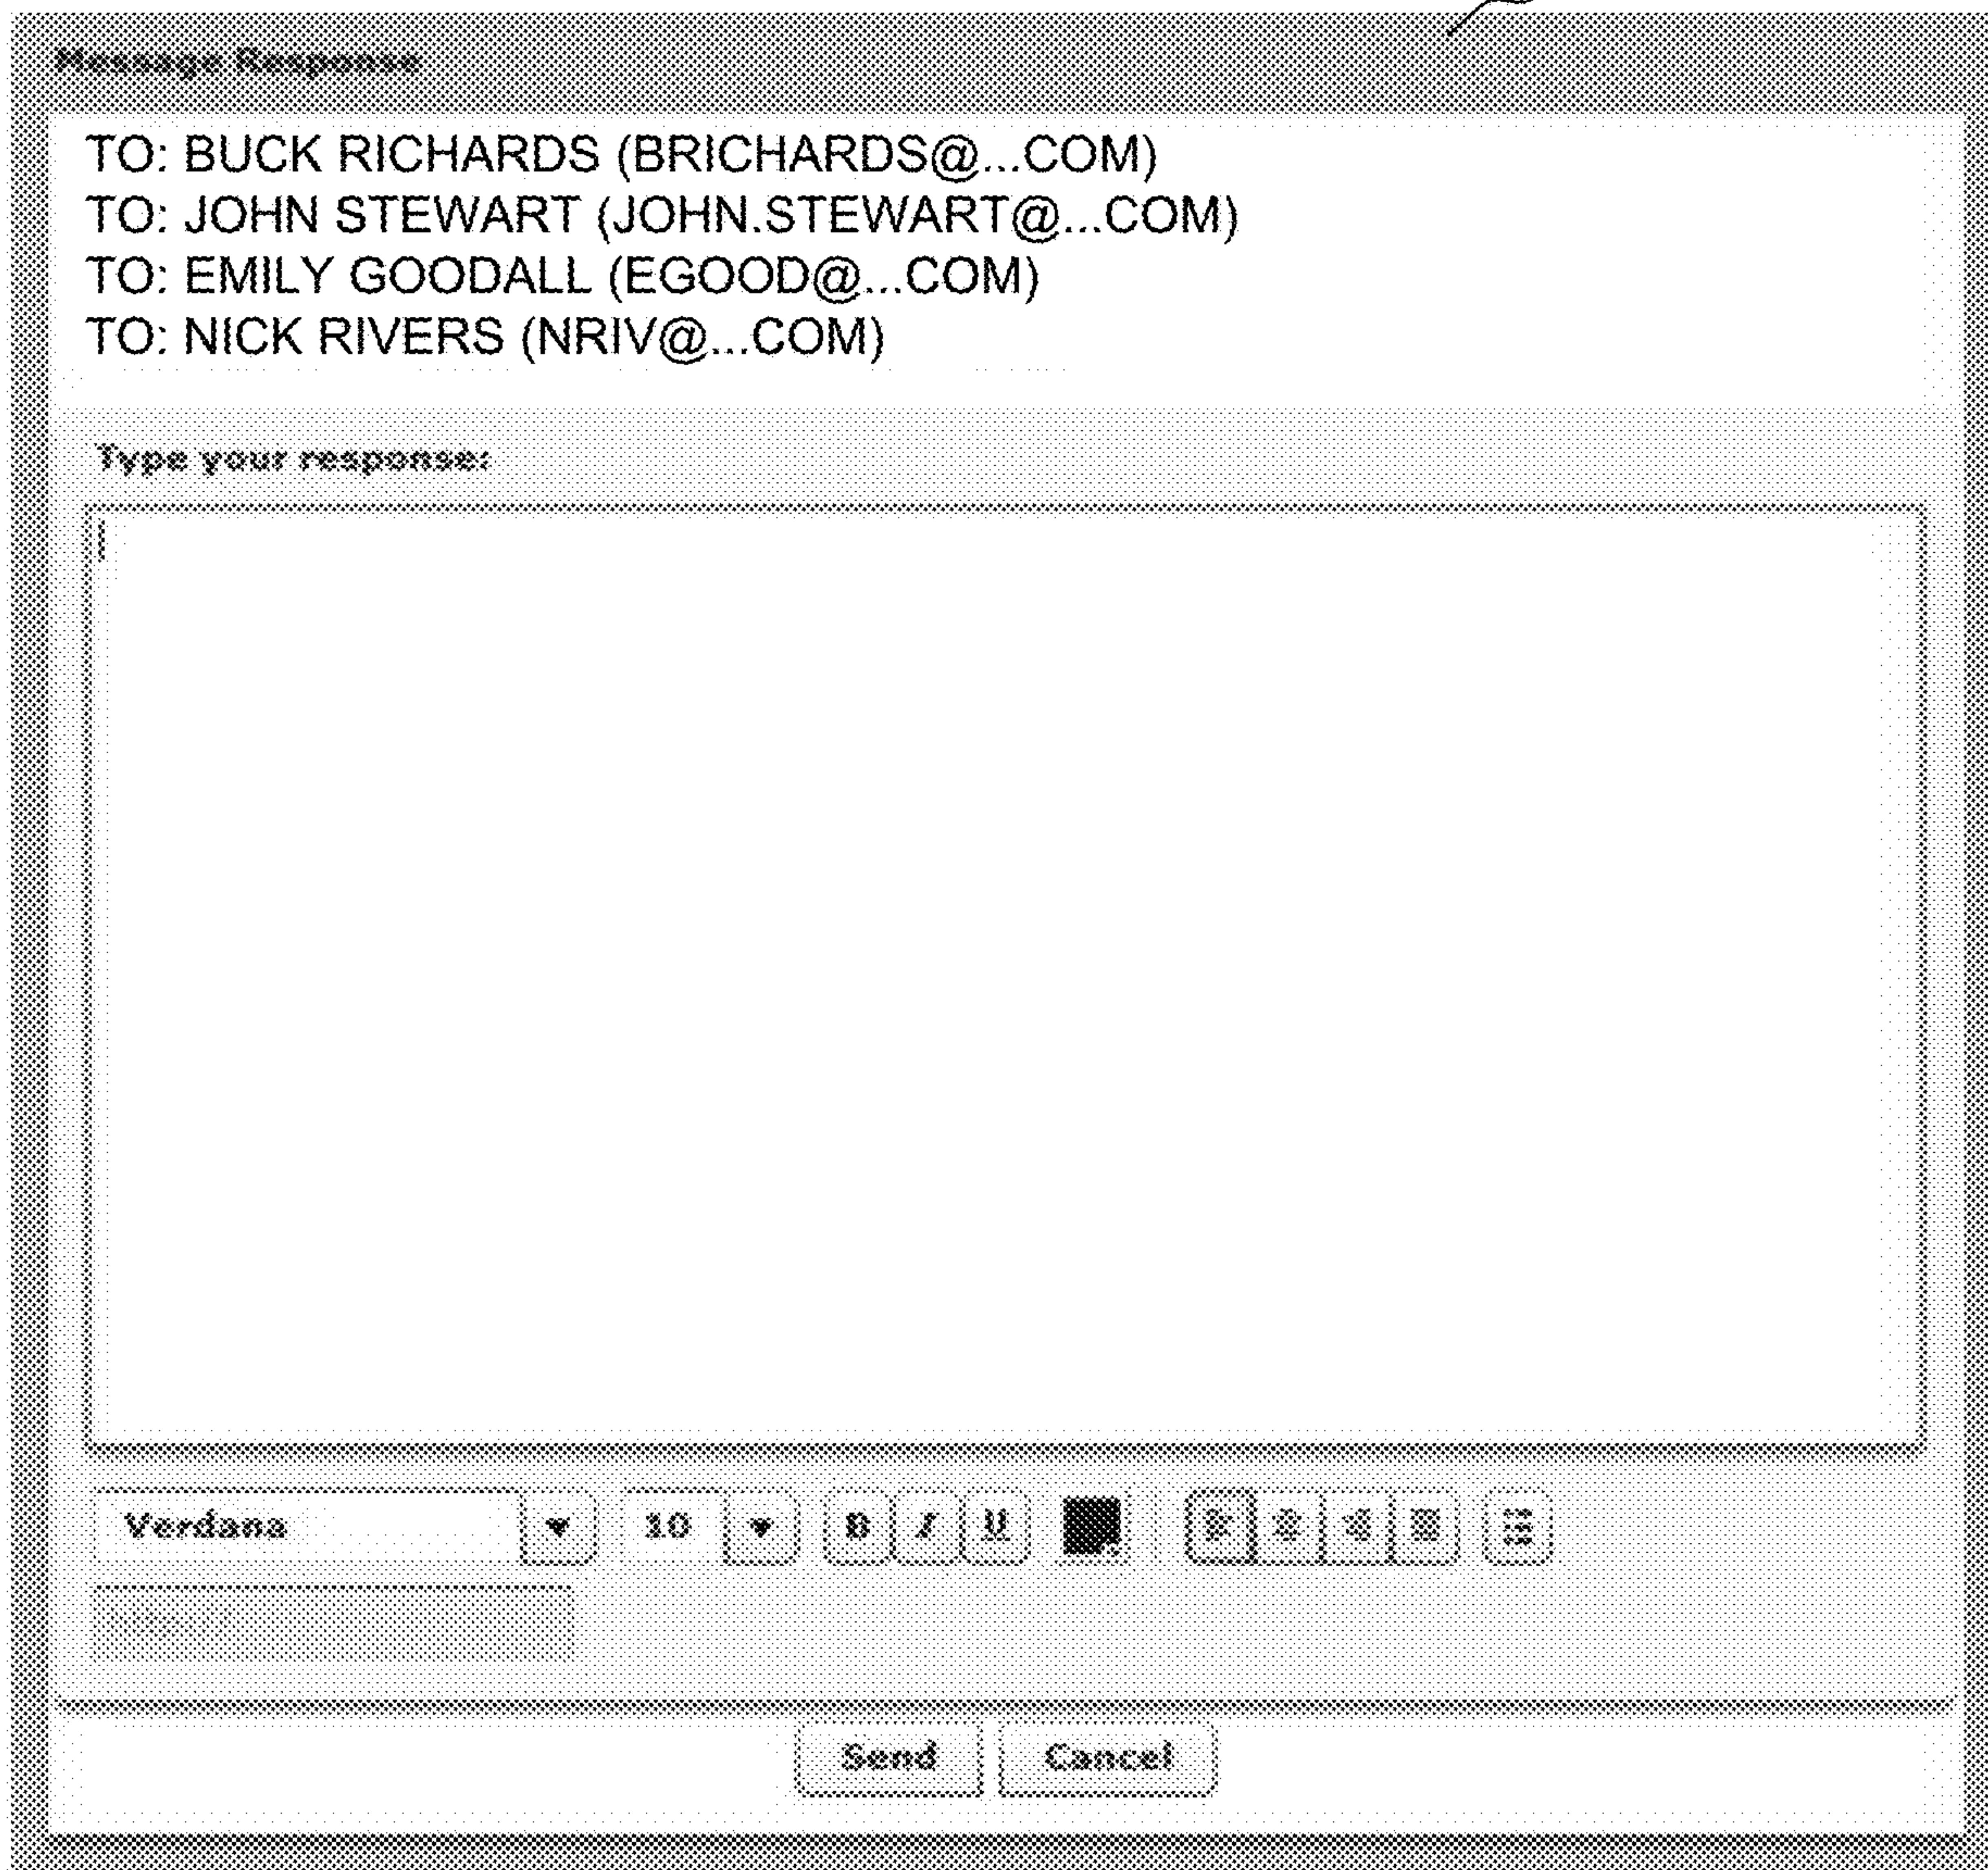 Message Response
TO: BUCK RICHARDS (BRICHARDS@...COM)
TO: JOHN STEWART (JOHN.STEWART@...COM)
TO: EMILY GOODALL (EGOOD@...COM)
TO: NICK RIVERS (NRIV@...COM)
Type your response:
Verdana 10 B I U
Send Cancel